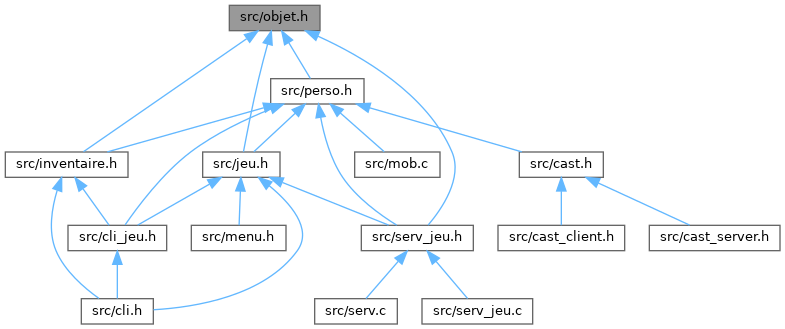 src/objet.h
src/perso.h
src/inventaire.h
src/jeu.h
src/mob.c
src/cast.h
src/cli_jeu.h
src/menu.h
src/serv_jeu.h
src/cast_client.h
src/cast_server.h
src/cli.h
src/serv.c
src/serv_jeu.c